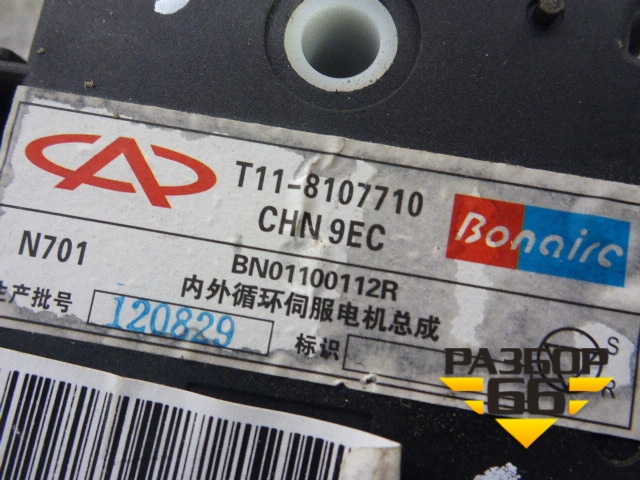 T11-8107710
CHN 9EC
Bonaire
N701
BN01100112R
内外循环伺服电机总成
生产批号 120829 标识
S
R
РАЗБОР
66